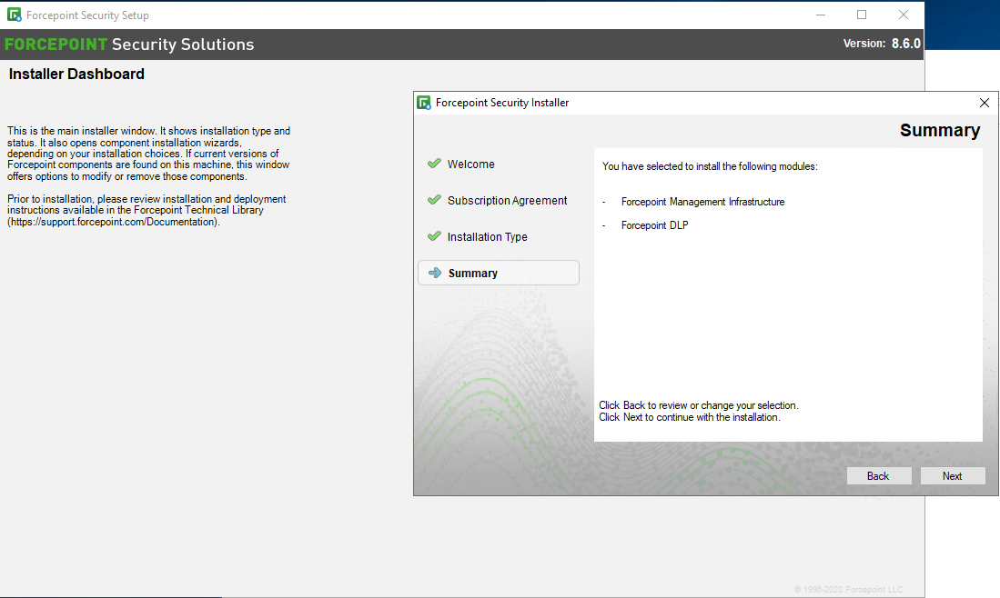 Forcepoint Security Setup
FORCEPOINT Security Solutions
Version: 8.6.0
Installer Dashboard
This is the main installer window. It shows installation type and
status. It also opens component installation wizards,
depending on your installation choices. If current versions of
Forcepoint components are found on this machine, this window
offers options to modify or remove those components.
Prior to installation, please review installation and deployment
instructions available in the Forcepoint Technical Library
(https://support.forcepoint.com/Documentation).
Forcepoint Security Installer
Summary
Welcome
Subscription Agreement
Installation Type
Summary
You have selected to install the following modules:
- Forcepoint Management Infrastructure
- Forcepoint DLP
Click Back to review or change your selection.
Click Next to continue with the installation.
Back
Next
© 1996-2020 Forcepoint LLC